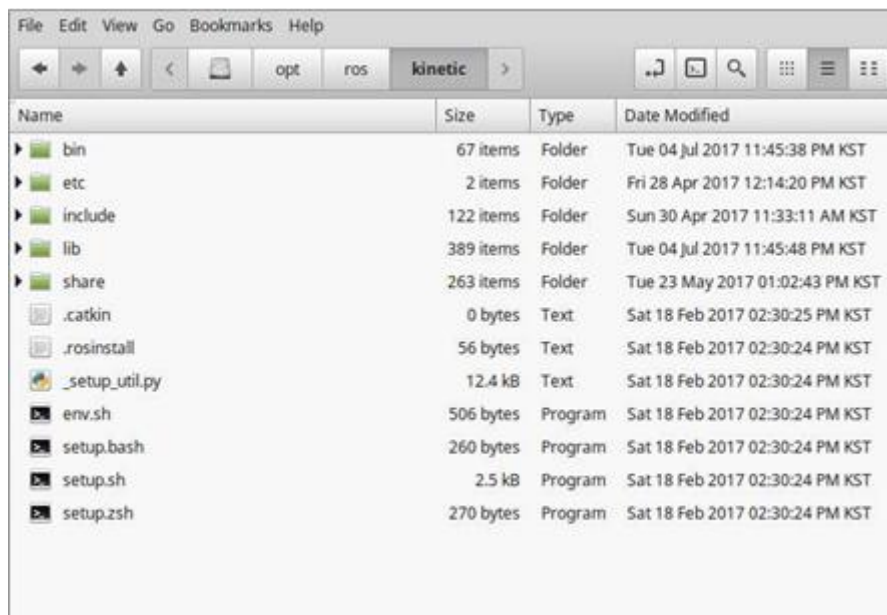 File Edit View Go Bookmarks Help
opt ros kinetic
Name Size Type Date Modified
bin 67 items Folder Tue 04 Jul 2017 11:45:38 PM KST
etc 2 items Folder Fri 28 Apr 2017 12:14:20 PM KST
include 122 items Folder Sun 30 Apr 2017 11:33:11 AM KST
lib 389 items Folder Tue 04 Jul 2017 11:45:48 PM KST
share 263 items Folder Tue 23 May 2017 01:02:43 PM KST
.catkin 0 bytes Text Sat 18 Feb 2017 02:30:25 PM KST
.rosinstall 56 bytes Text Sat 18 Feb 2017 02:30:24 PM KST
_setup_util.py 12.4 kB Text Sat 18 Feb 2017 02:30:24 PM KST
env.sh 506 bytes Program Sat 18 Feb 2017 02:30:24 PM KST
setup.bash 260 bytes Program Sat 18 Feb 2017 02:30:24 PM KST
setup.sh 2.5 kB Program Sat 18 Feb 2017 02:30:24 PM KST
setup.zsh 270 bytes Program Sat 18 Feb 2017 02:30:24 PM KST